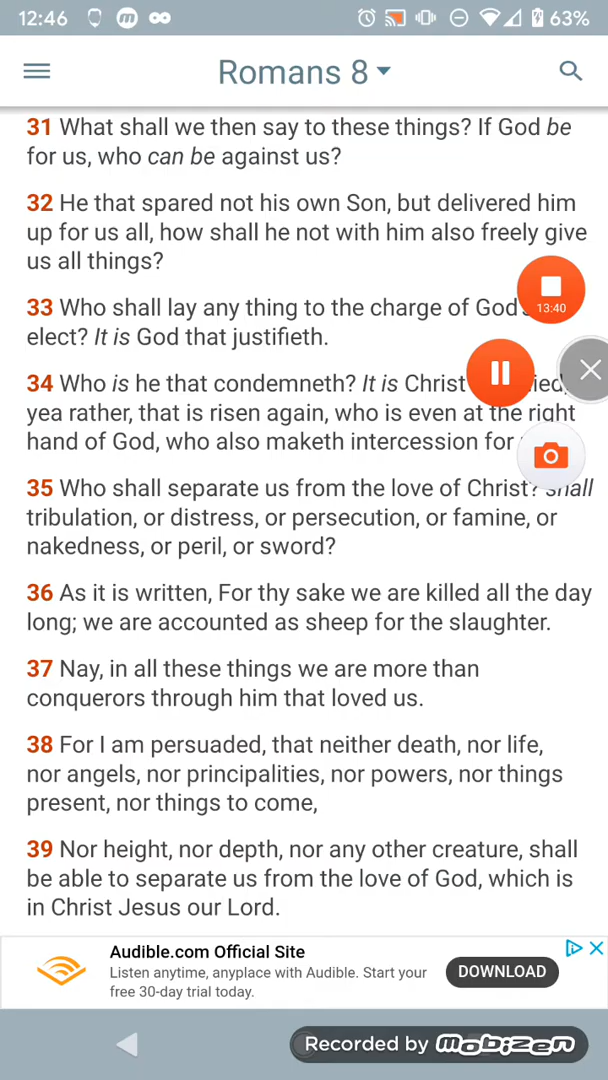 12:46
63%
Romans 8
31 What shall we then say to these things? If God be
for us, who can be against us?
32 He that spared not his own Son, but delivered him
up for us all, how shall he not with him also freely give
us all things?
33 Who shall lay any thing to the charge of God
13:40
elect? It is God that justifieth.
34 Who is he that condemneth? It is Christ
yea rather, that is risen again, who is even at the right
hand of God, who also maketh intercession for
35 Who shall separate us from the love of Christ? shall
tribulation, or distress, or persecution, or famine, or
nakedness, or peril, or sword?
36 As it is written, For thy sake we are killed all the day
long; we are accounted as sheep for the slaughter.
37 Nay, in all these things we are more than
conquerors through him that loved us.
38 For I am persuaded, that neither death, nor life,
nor angels, nor principalities, nor powers, nor things
present, nor things to come,
39 Nor height, nor depth, nor any other creature, shall
be able to separate us from the love of God, which is
in Christ Jesus our Lord.
Audible.com Official Site
Listen anytime, anyplace with Audible. Start your
free 30-day trial today.
DOWNLOAD
Recorded by mobizen